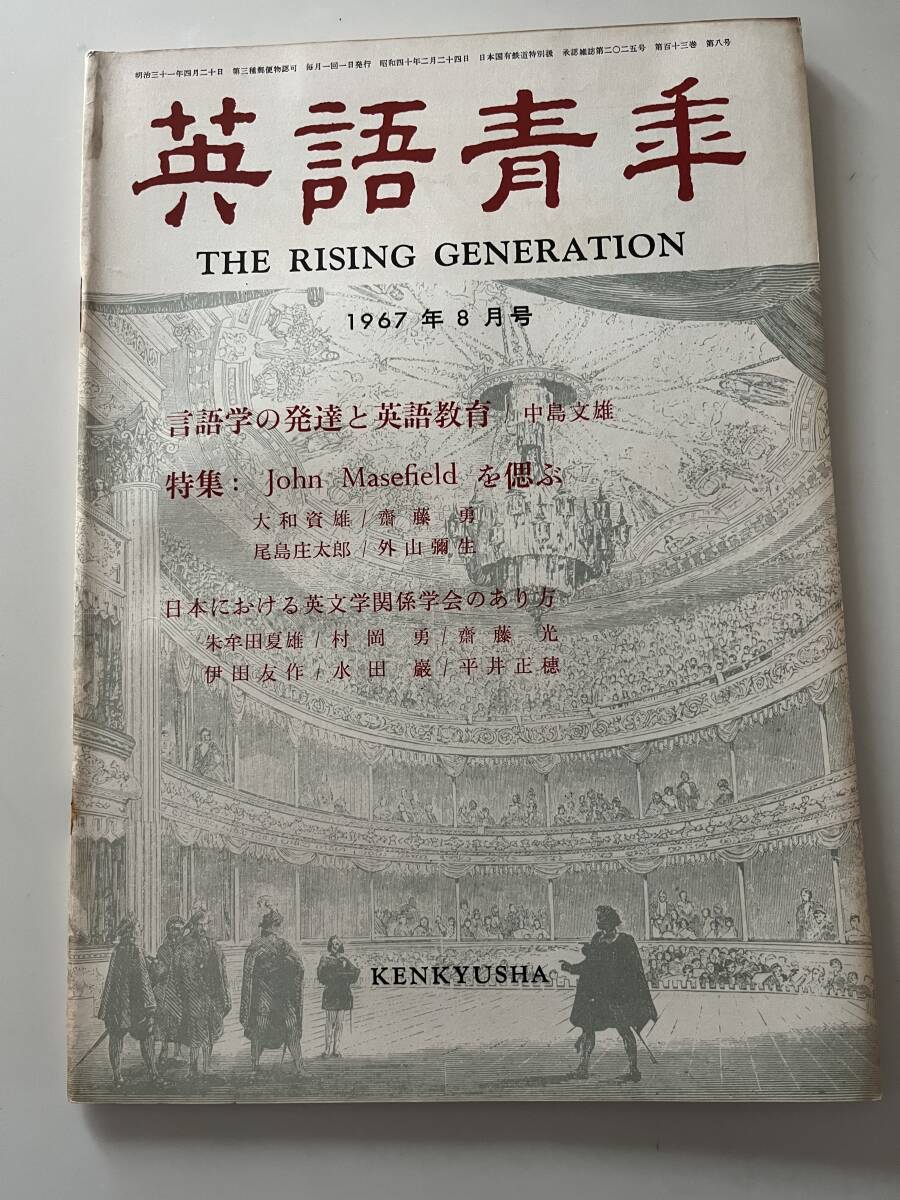 明治三十一年四月二十日 第三種郵便物認可 毎月一回一日発行 昭和四十年二月二十四日 日本国有鉄道特別扱 承認雑誌第二〇二五号 第百十三巻 第八号
英語青年
THE RISING GENERATION
1967年8月号
言語学の発達と英語教育 / 中島文雄
特集: John Masefield を偲ぶ
大和資雄 / 齋藤 勇
尾島庄太郎 / 外山彌生
日本における英文学関係学会のあり方
朱牟田夏雄 / 村岡 勇 / 齋藤 光
伊田友作 / 水田 巖 / 平井正穂
KENKYUSHA